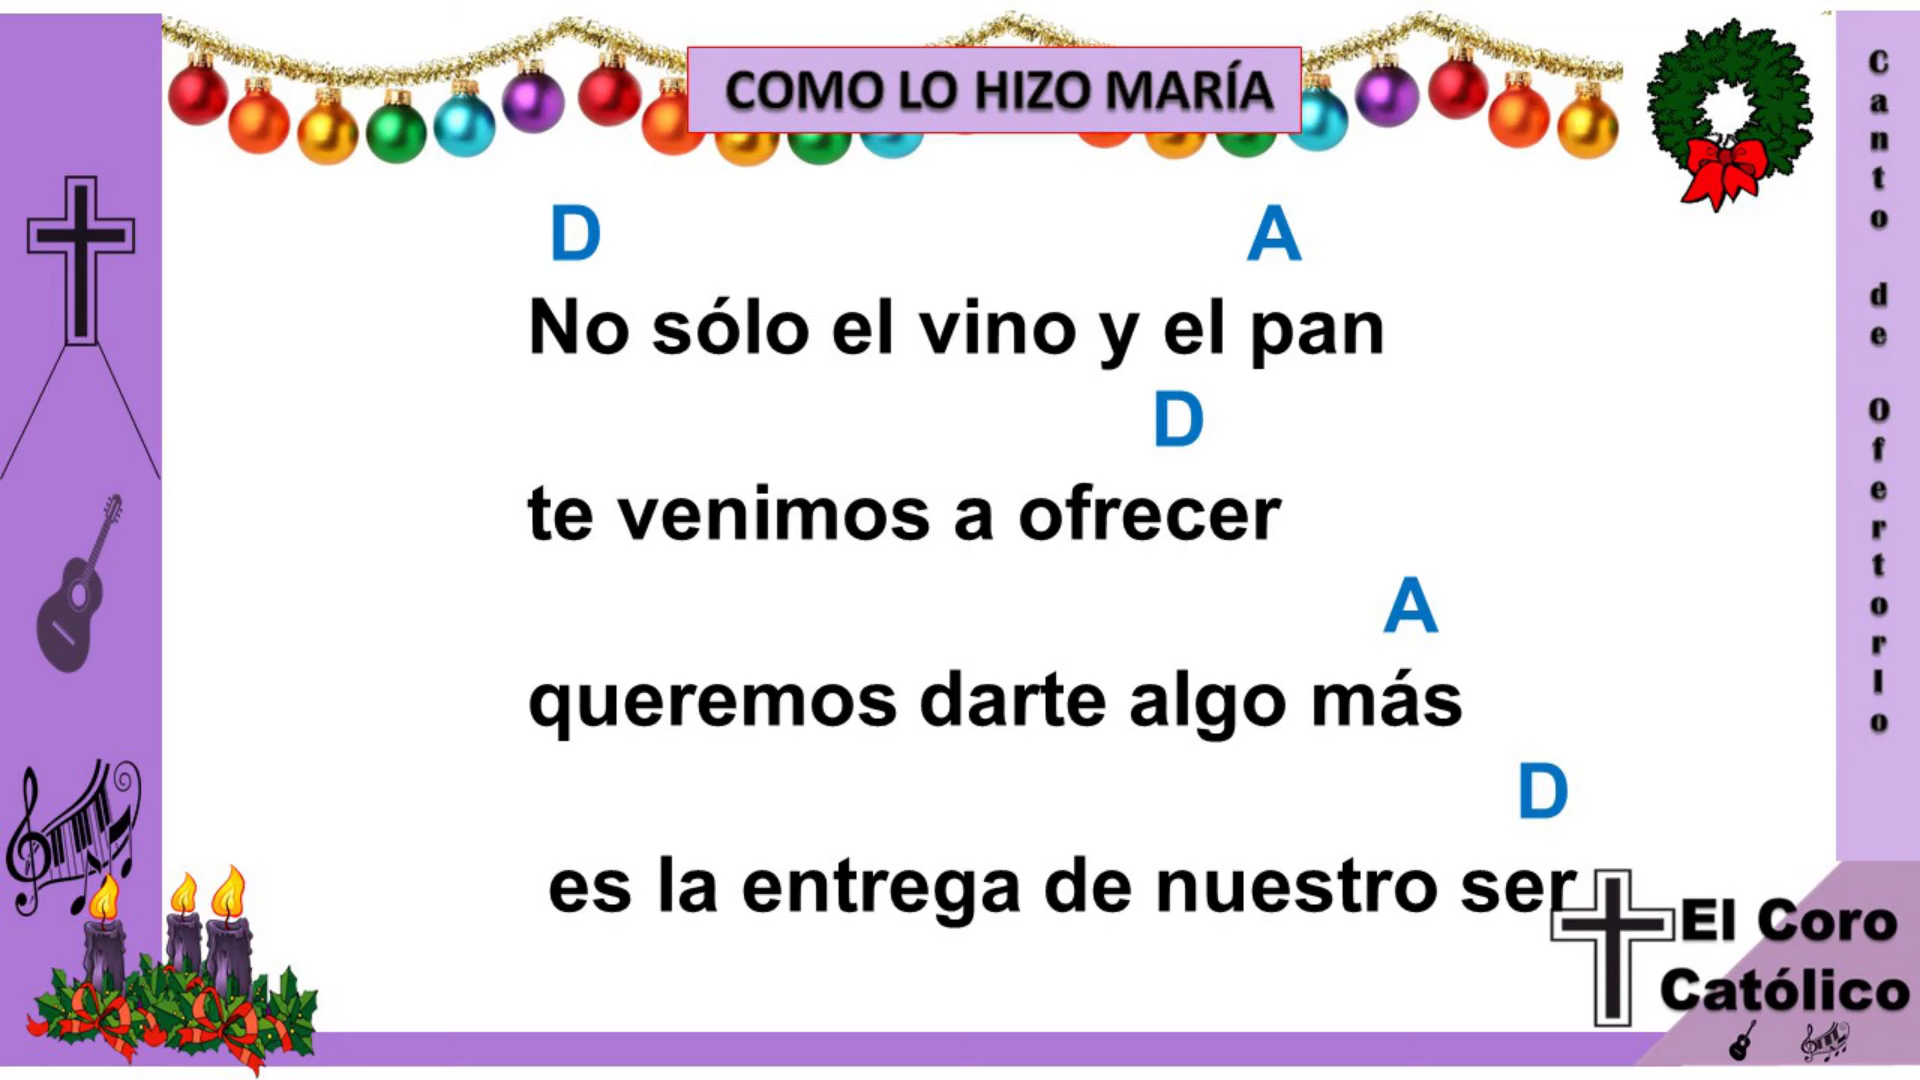 COMO LO HIZO MARÍA
D A
No sólo el vino y el pan
D
te venimos a ofrecer
A
queremos darte algo más
D
es la entrega de nuestro ser
Canto de Ofertorio
El Coro
Católico